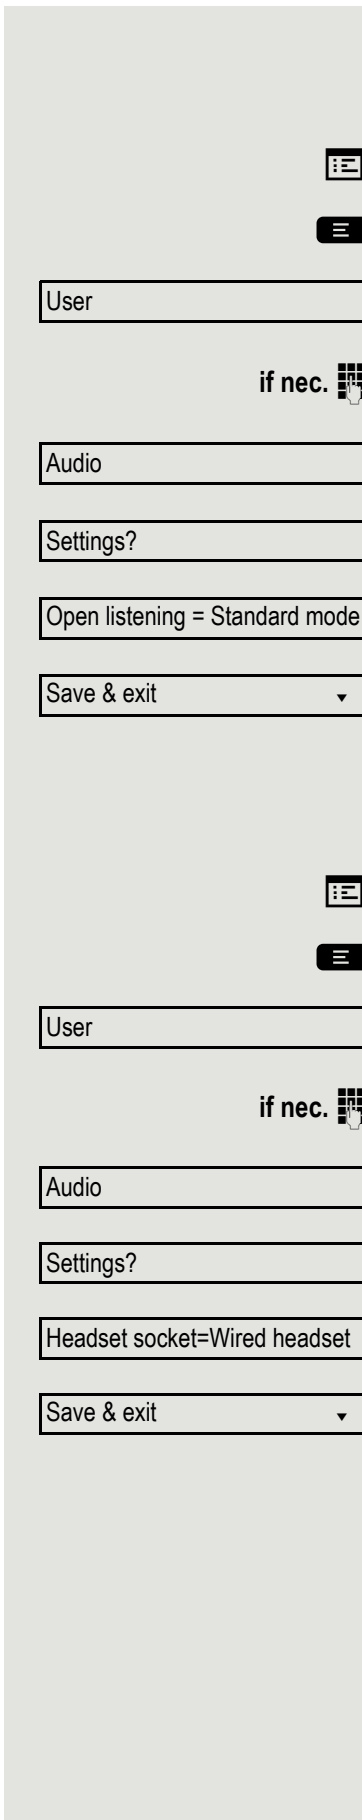 User
if nec.
Audio
Settings?
Open listening = Standard mode
Save & exit
User
if nec.
Audio
Settings?
Headset socket=Wired headset
Save & exit